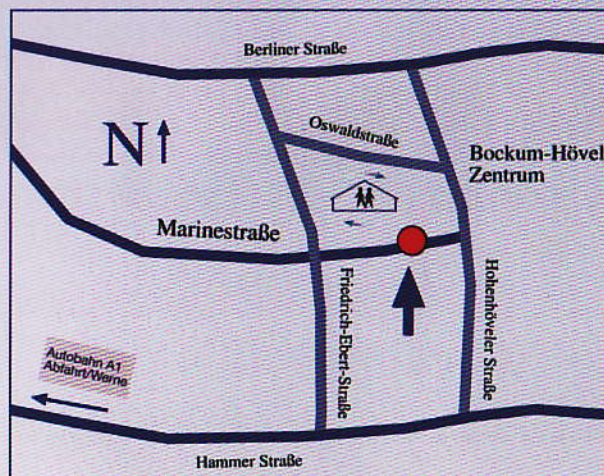 Berliner Straße
Oswaldstraße
N
Bockum-Hövel
Zentrum
Marinestraße
Friedrich-Ebert-Straße
Hohenhöveler Straße
Autobahn A1
Abfahrt/Werne
Hammer Straße